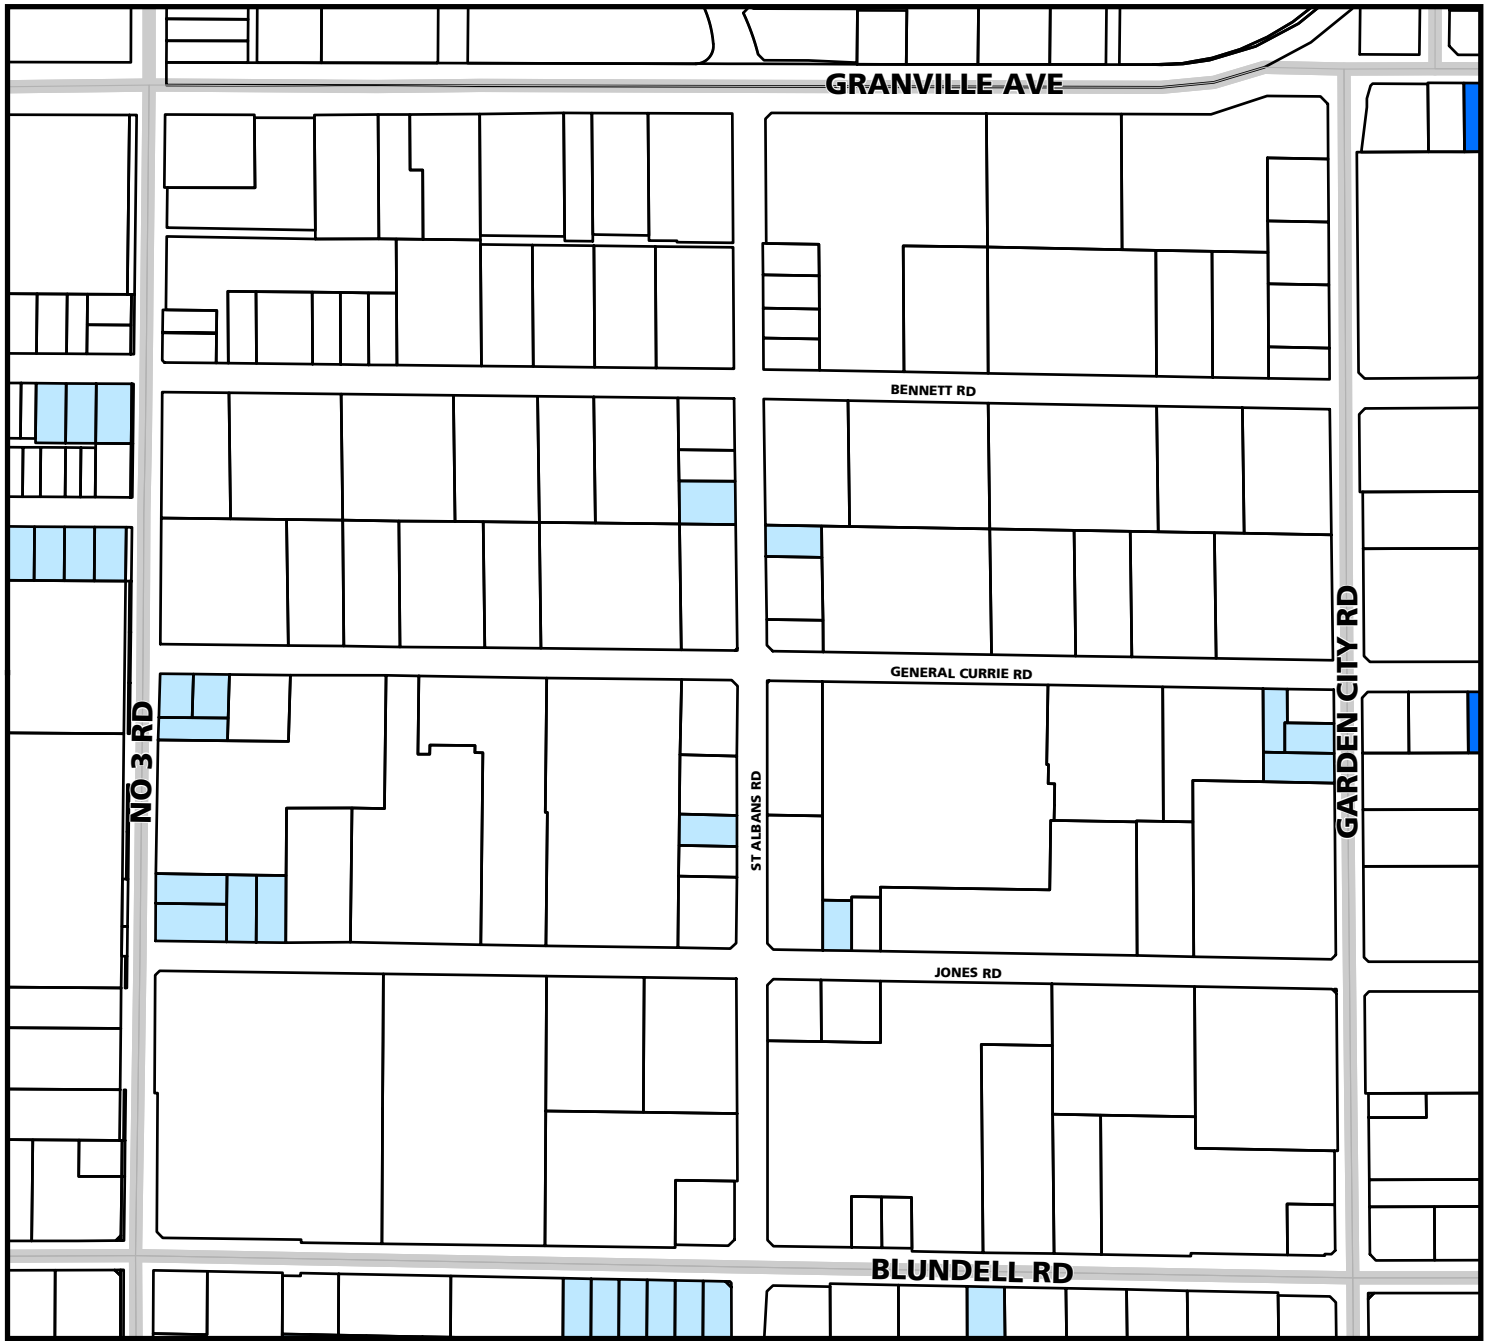 GRANVILLE AVE
BENNETT RD
GENERAL CURRIE RD
NO 3 RD
ST ALBANS RD
GARDEN CITY RD
JONES RD
BLUNDELL RD